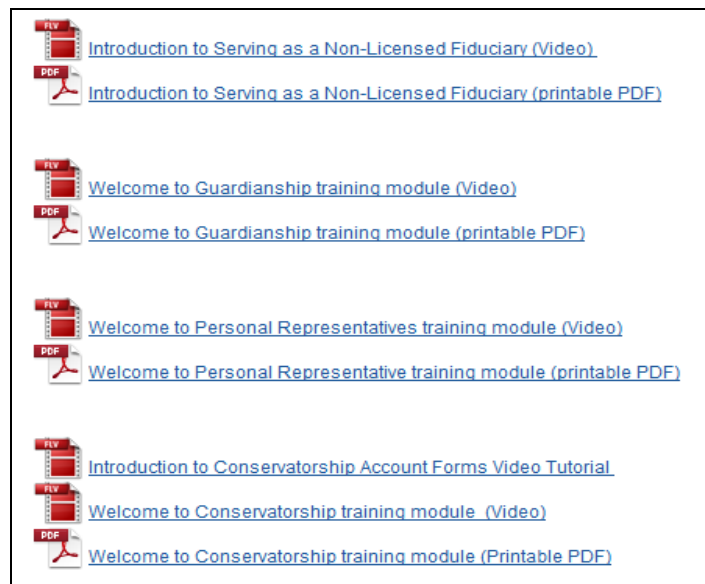 FLV
Introduction to Serving as a Non-Licensed Fiduciary (Video)
PDF
Introduction to Serving as a Non-Licensed Fiduciary (printable PDF)
FLV
Welcome to Guardianship training module (Video)
PDF
Welcome to Guardianship training module (printable PDF)
FLV
Welcome to Personal Representatives training module (Video)
PDF
Welcome to Personal Representative training module (printable PDF)
FLV
Introduction to Conservatorship Account Forms Video Tutorial
FLV
Welcome to Conservatorship training module  (Video)
PDF
Welcome to Conservatorship training module (Printable PDF)